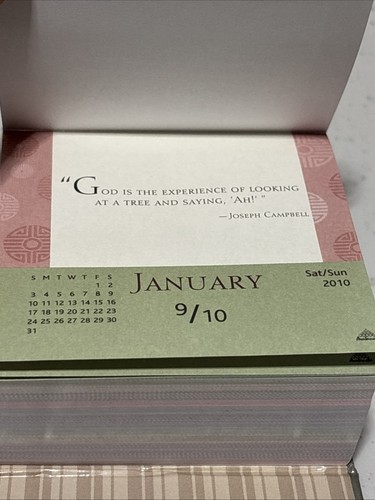 "God is the experience of looking
at a tree and saying, 'Ah!' "
—Joseph Campbell
S M T W T F S
1 2
3 4 5 6 7 8 9
10 11 12 13 14 15 16
17 18 19 20 21 22 23
24 25 26 27 28 29 30
31
January
9/10
Sat/Sun
2010